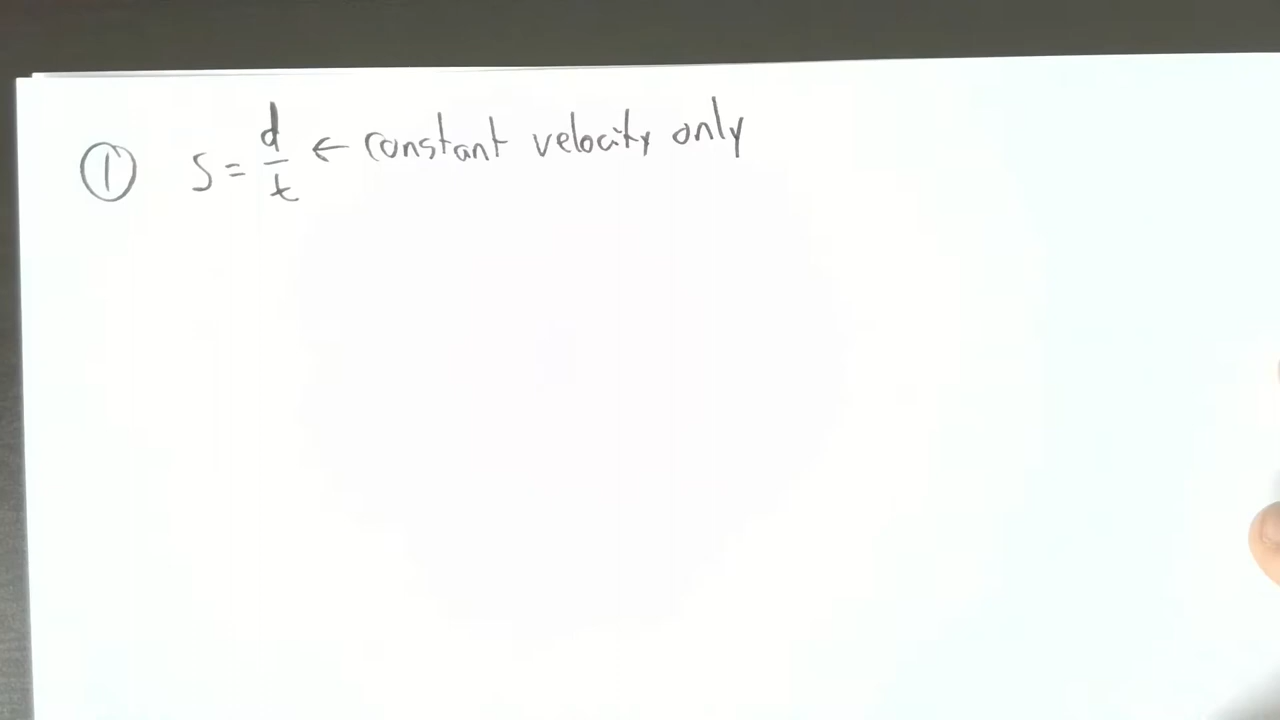 ① S = d/t ← constant velocity only